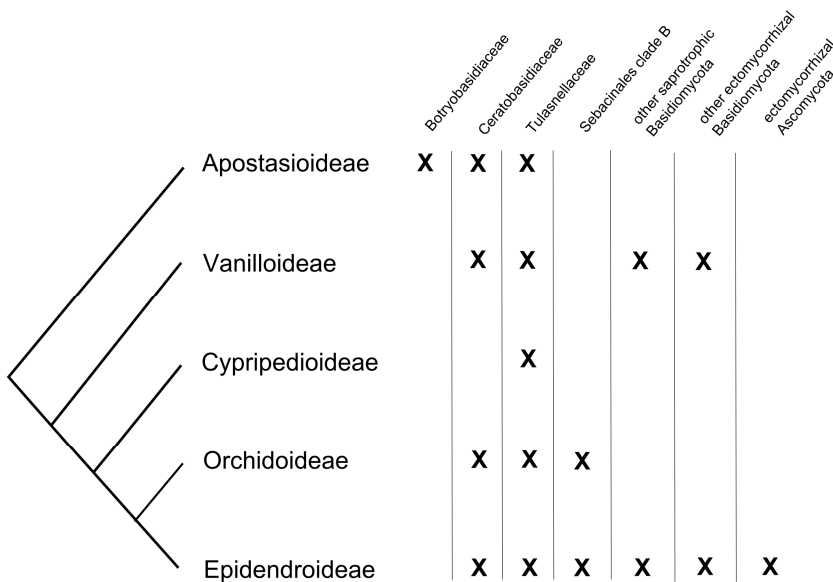 Botryobasidiaceae
Ceratobasidiaceae
Tulasnellaceae
Sebacinales clade B
other saprotrophic
Basidiomycota
other ectomycorrhizal
Basidiomycota
ectomycorrhizal
Ascomycota
Apostasioideae X X X
Vanilloideae X X X X
Cypripedioideae X
Orchidoideae X X X
Epidendroideae X X X X X X